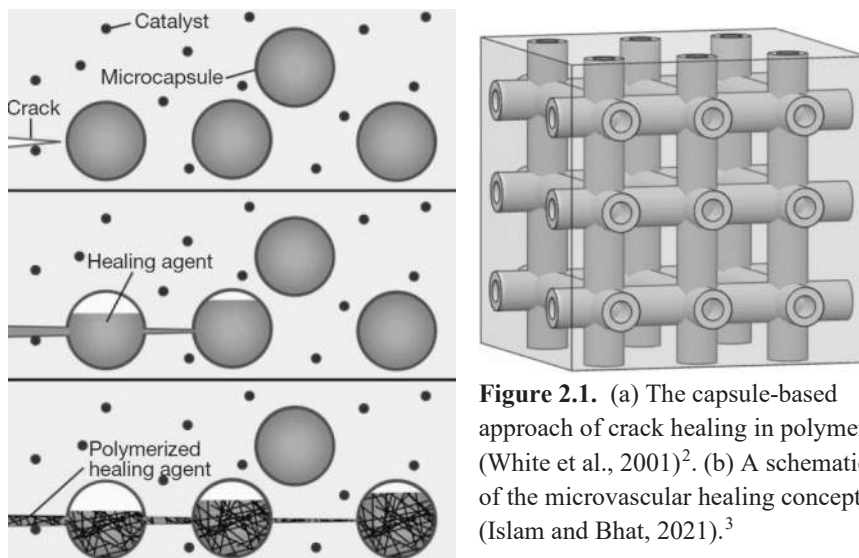 Catalyst
Microcapsule
Crack
Healing agent
Polymerized
healing agent
Figure 2.1. (a) The capsule-based
approach of crack healing in polyme
(White et al., 2001)2. (b) A schemati
of the microvascular healing concept
(Islam and Bhat, 2021).3